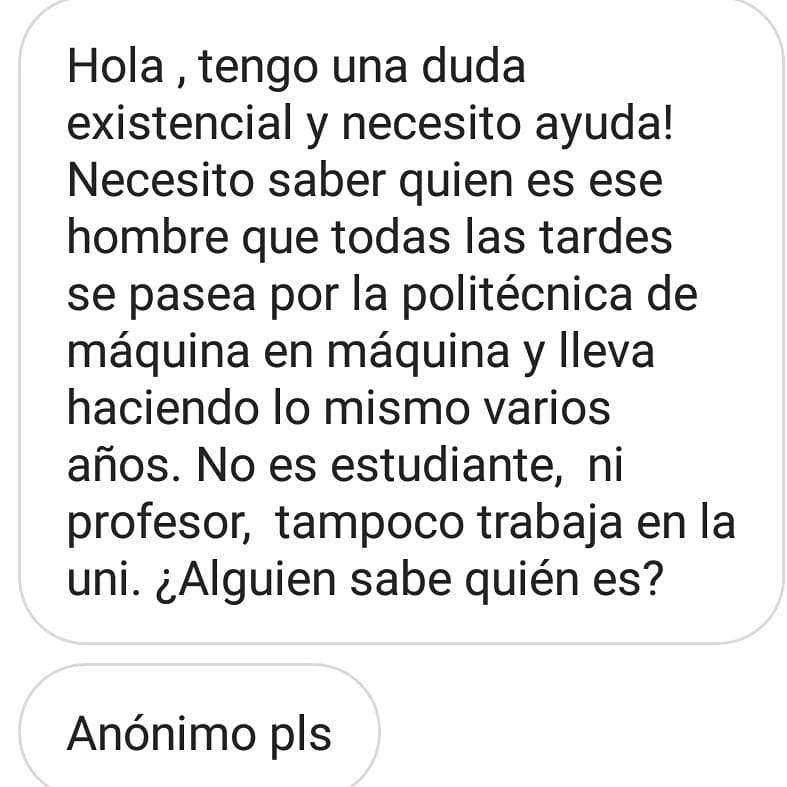 Hola , tengo una duda
existencial y necesito ayuda!
Necesito saber quien es ese
hombre que todas las tardes
se pasea por la politécnica de
máquina en máquina y lleva
haciendo lo mismo varios
años. No es estudiante,  ni
profesor,  tampoco trabaja en la
uni. ¿Alguien sabe quién es?
Anónimo pls